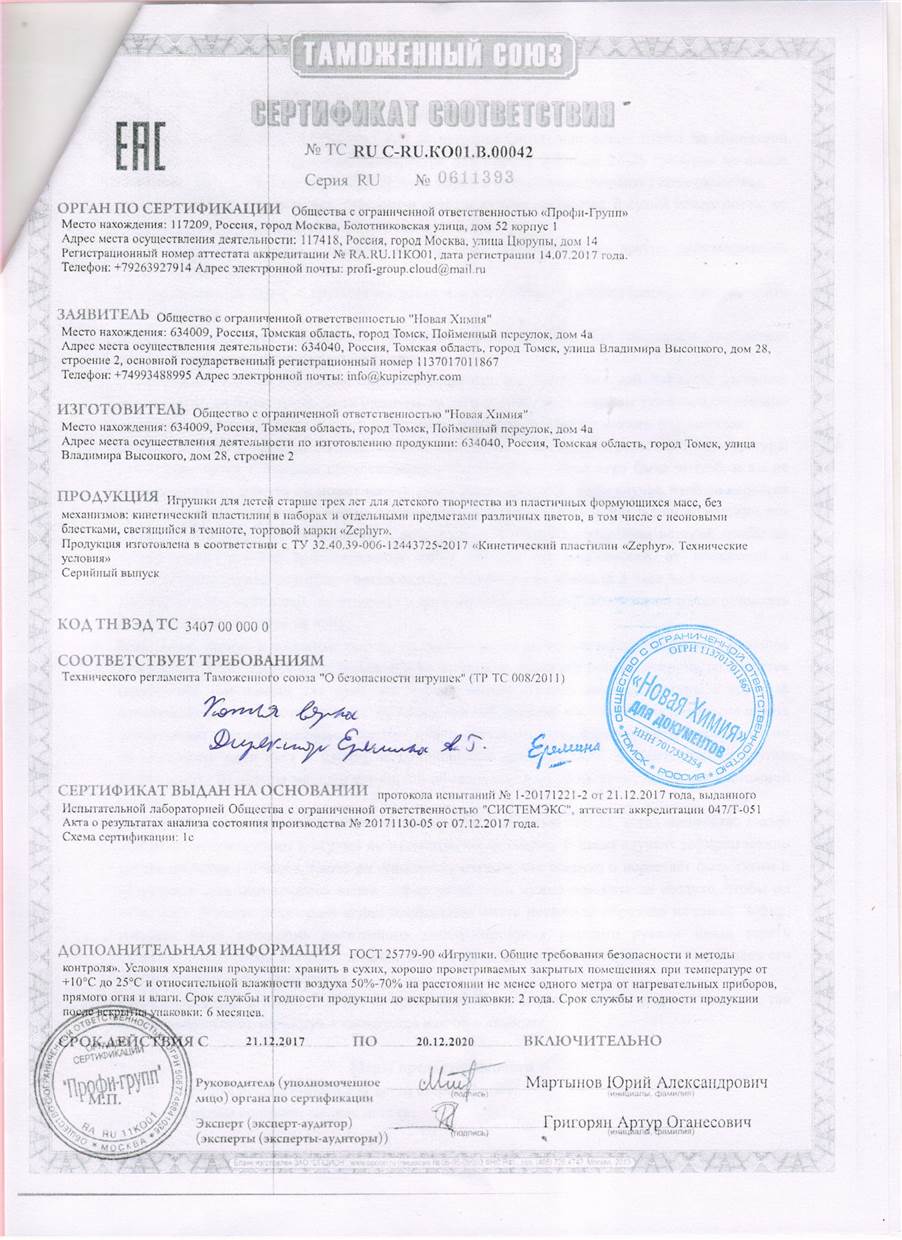 ТАМОЖЕННЫЙ СОЮЗ
СЕРТИФИКАТ СООТВЕТСТВИЯ
ЕАС
№ ТС RU C-RU.КО01.В.00042
Серия RU № 0611393
ОРГАН ПО СЕРТИФИКАЦИИ Общества с ограниченной ответственностью «Профи-Групп»
Место нахождения: 117209, Россия, город Москва, Болотниковская улица, дом 52 корпус 1
Адрес места осуществления деятельности: 117418, Россия, город Москва, улица Цюрупы, дом 14
Регистрационный номер аттестата аккредитации № RA.RU.11КО01, дата регистрации 14.07.2017 года.
Телефон: +79263927914 Адрес электронной почты: profi-group.cloud@mail.ru
ЗАЯВИТЕЛЬ Общество с ограниченной ответственностью "Новая Химия"
Место нахождения: 634009, Россия, Томская область, город Томск, Пойменный переулок, дом 4а
Адрес места осуществления деятельности: 634040, Россия, Томская область, город Томск, улица Владимира Высоцкого, дом 28,
строение 2, основной государственный регистрационный номер 1137017011867
Телефон: +74993488995 Адрес электронной почты: info@kupizephyr.com
ИЗГОТОВИТЕЛЬ Общество с ограниченной ответственностью "Новая Химия"
Место нахождения: 634009, Россия, Томская область, город Томск, Пойменный переулок, дом 4а
Адрес места осуществления деятельности по изготовлению продукции: 634040, Россия, Томская область, город Томск, улица
Владимира Высоцкого, дом 28, строение 2
ПРОДУКЦИЯ Игрушки для детей старше трех лет для детского творчества из пластичных формующихся масс, без
механизмов: кинетический пластилин в наборах и отдельными предметами различных цветов, в том числе с неоновыми
блестками, светящийся в темноте, торговой марки «Zephyr».
Продукция изготовлена в соответствии с ТУ 32.40.39-006-12443725-2017 «Кинетический пластилин «Zephyr». Технические
условия»
Серийный выпуск
КОД ТН ВЭД ТС 3407 00 000 0
СООТВЕТСТВУЕТ ТРЕБОВАНИЯМ
Технического регламента Таможенного союза "О безопасности игрушек" (ТР ТС 008/2011)
Копия верна
Директор Еремина А.Г. Еремина
ОБЩЕСТВО С ОГРАНИЧЕННОЙ ОТВЕТСТВЕННОСТЬЮ
ОГРН 1137017011867
«Новая Химия»
ДЛЯ ДОКУМЕНТОВ
ИНН 7017332254
ТОМСК * РОССИЯ
СЕРТИФИКАТ ВЫДАН НА ОСНОВАНИИ протокола испытаний № 1-20171221-2 от 21.12.2017 года, выданного
Испытательной лабораторией Общества с ограниченной ответственностью "СИСТЕМЭКС", аттестат аккредитации 047/Т-051
Акта о результатах анализа состояния производства № 20171130-05 от 07.12.2017 года.
Схема сертификации: 1с
ДОПОЛНИТЕЛЬНАЯ ИНФОРМАЦИЯ ГОСТ 25779-90 «Игрушки. Общие требования безопасности и методы
контроля». Условия хранения продукции: хранить в сухих, хорошо проветриваемых закрытых помещениях при температуре от
+10°С до 25°С и относительной влажности воздуха 50%-70% на расстоянии не менее одного метра от нагревательных приборов,
прямого огня и влаги. Срок службы и годности продукции до вскрытия упаковки: 2 года. Срок службы и годности продукции
после вскрытия упаковки: 6 месяцев.
СРОК ДЕЙСТВИЯ С 21.12.2017 ПО 20.12.2020 ВКЛЮЧИТЕЛЬНО
СЕРТИФИКАЦИИ
"Профи-групп"
М.П.
RA RU 11КО01
* МОСКВА *
Руководитель (уполномоченное
лицо) органа по сертификации
(подпись)
Мартынов Юрий Александрович
(инициалы, фамилия)
Эксперт (эксперт-аудитор)
(эксперты (эксперты-аудиторы))
(подпись)
Григорян Артур Оганесович
(инициалы, фамилия)